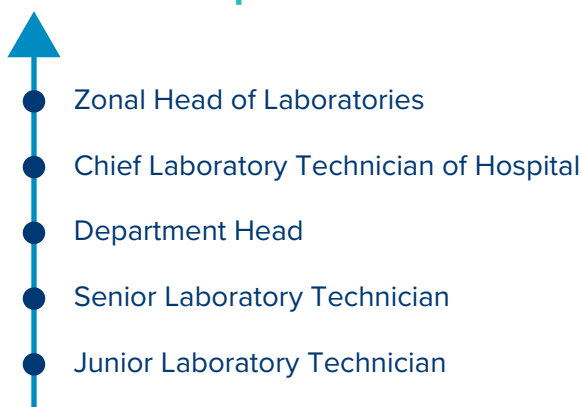 Zonal Head of Laboratories
Chief Laboratory Technician of Hospital
Department Head
Senior Laboratory Technician
Junior Laboratory Technician